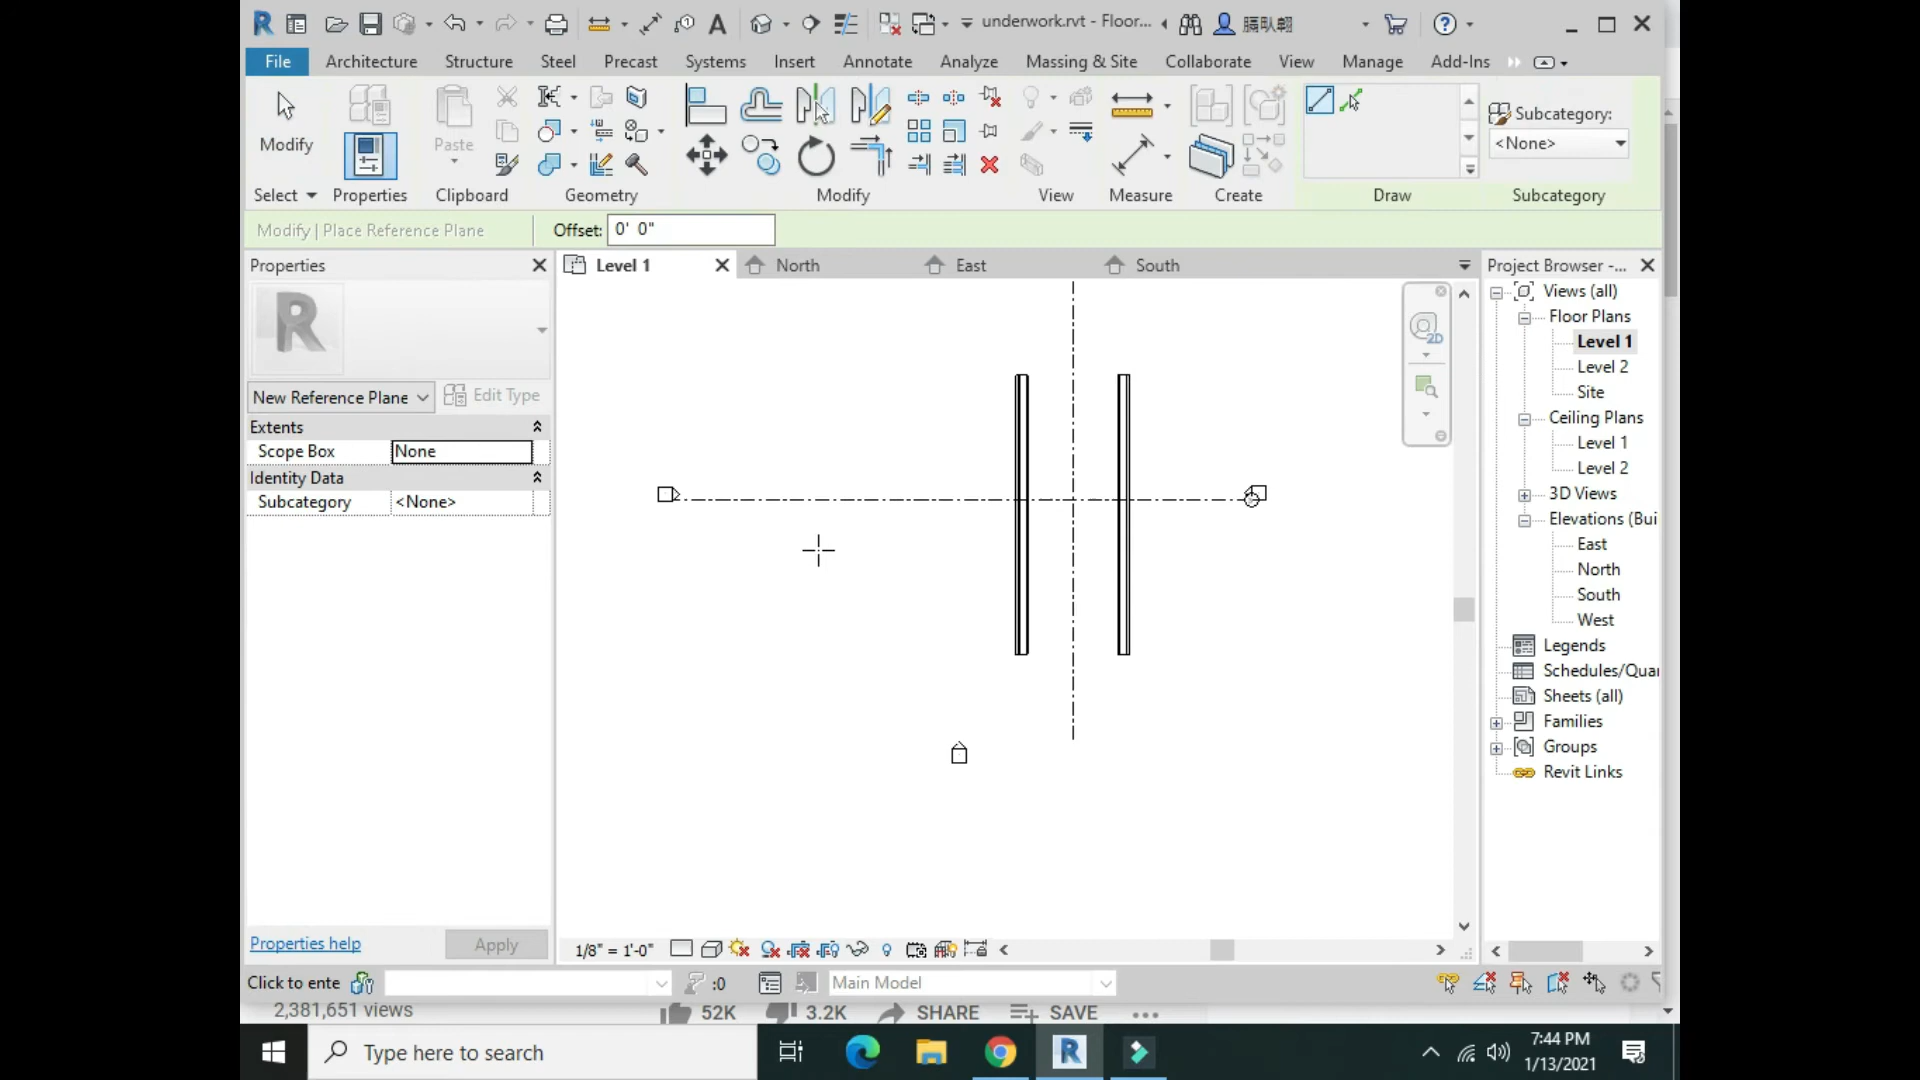 underwork.rvt - Floor...
File Architecture Structure Steel Precast Systems Insert Annotate Analyze Massing & Site Collaborate View Manage Add-Ins
Modify
Paste
Subcategory:
<None>
Select Properties Clipboard Geometry Modify View Measure Create Draw Subcategory
Modify | Place Reference Plane Offset: 0' 0"
Properties
Level 1 North East South
Project Browser -...
R
2D
New Reference Plane Edit Type
Extents
Scope Box None
Identity Data
Subcategory <None>
Views (all)
Floor Plans
Level 1
Level 2
Site
Ceiling Plans
Level 1
Level 2
3D Views
Elevations (Bui
East
North
South
West
Legends
Schedules/Qua
Sheets (all)
Families
Groups
Revit Links
Properties help Apply
1/8" = 1'-0"
Click to ente :0 Main Model
2,381,651 views 52K 3.2K SHARE SAVE
Type here to search
7:44 PM
1/13/2021